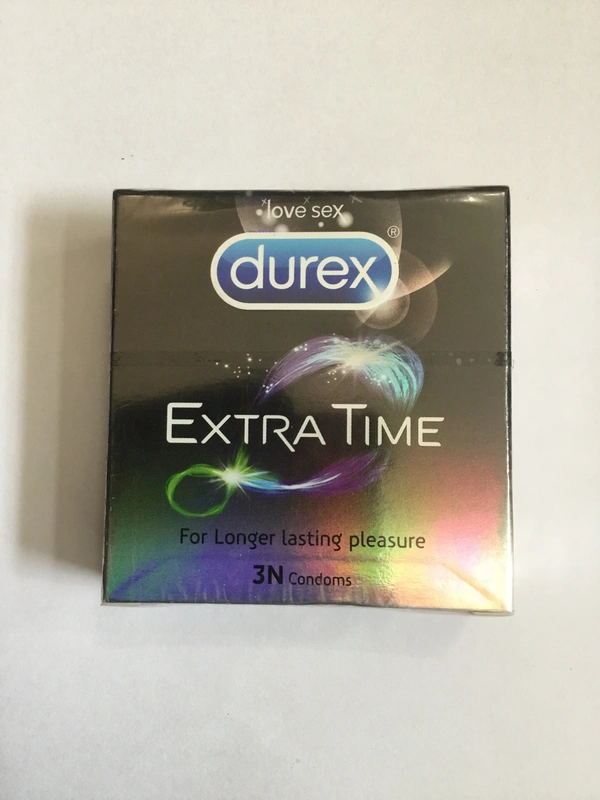 love sex
durex®
EXTRA TIME
For Longer lasting pleasure
3N Condoms